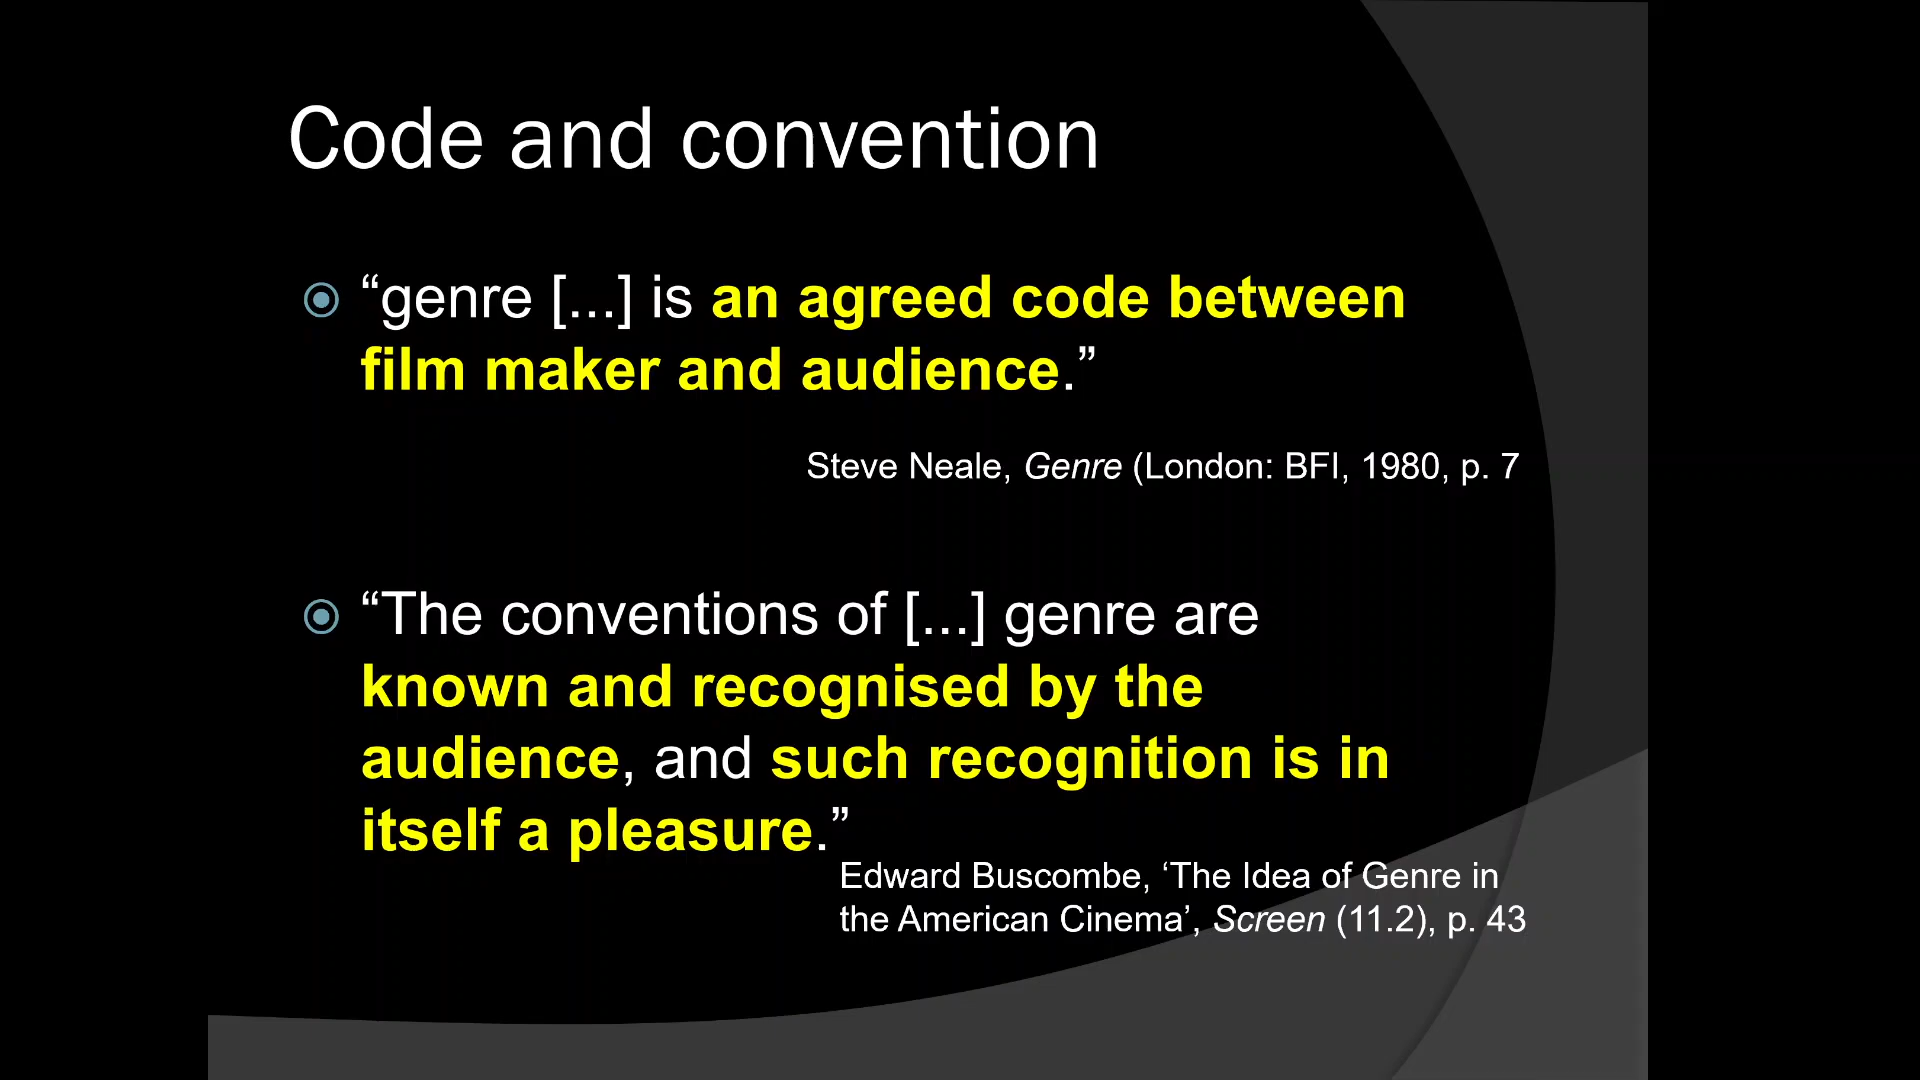 Code and convention
“genre [...] is an agreed code between
film maker and audience.”
Steve Neale, Genre (London: BFI, 1980, p. 7
“The conventions of [...] genre are
known and recognised by the
audience, and such recognition is in
itself a pleasure.”
Edward Buscombe, ‘The Idea of Genre in
the American Cinema’, Screen (11.2), p. 43